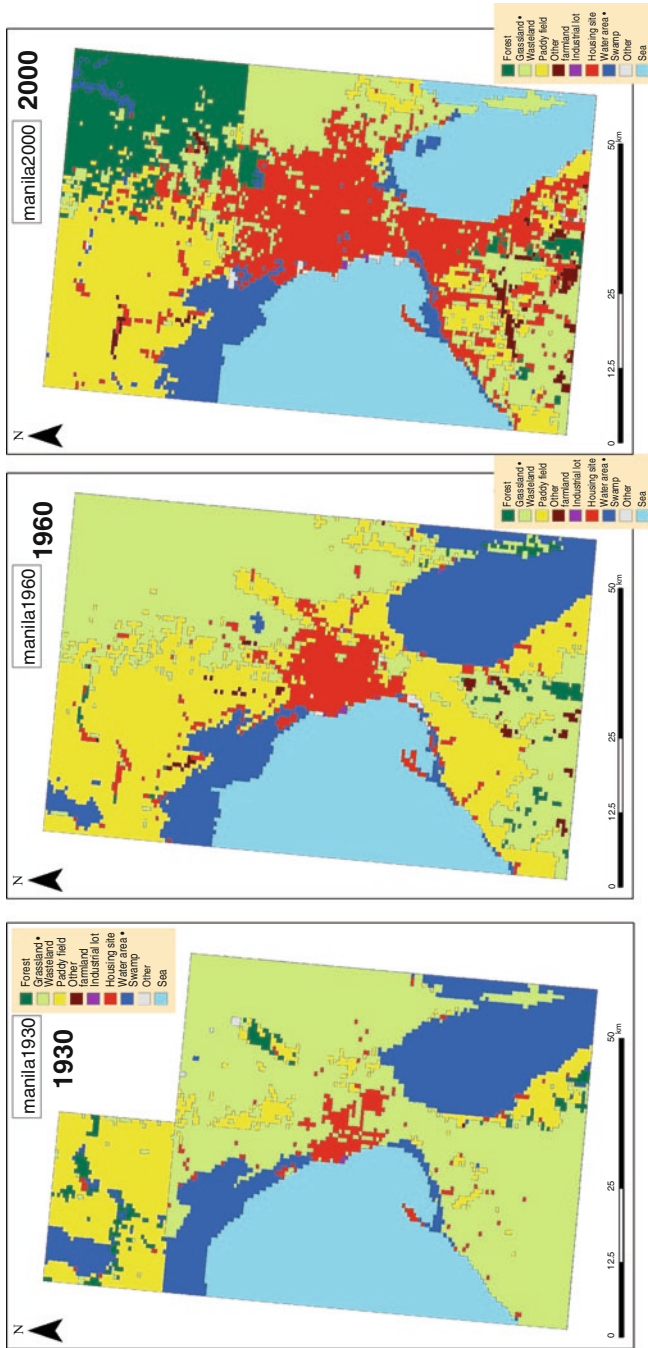 manila1930
1930
N
Forest
Grassland•
Wasteland
Paddy field
Other
farmland
Industrial lot
Housing site
Water area•
Swamp
Other
Sea
0
12.5
25
50
km
manila1960
1960
N
Forest
Grassland•
Wasteland
Paddy field
Other
farmland
Industrial lot
Housing site
Water area•
Swamp
Other
Sea
0
12.5
25
50
km
manila2000
2000
N
Forest
Grassland•
Wasteland
Paddy field
Other
farmland
Industrial lot
Housing site
Water area•
Swamp
Other
Sea
0
12.5
25
50
km